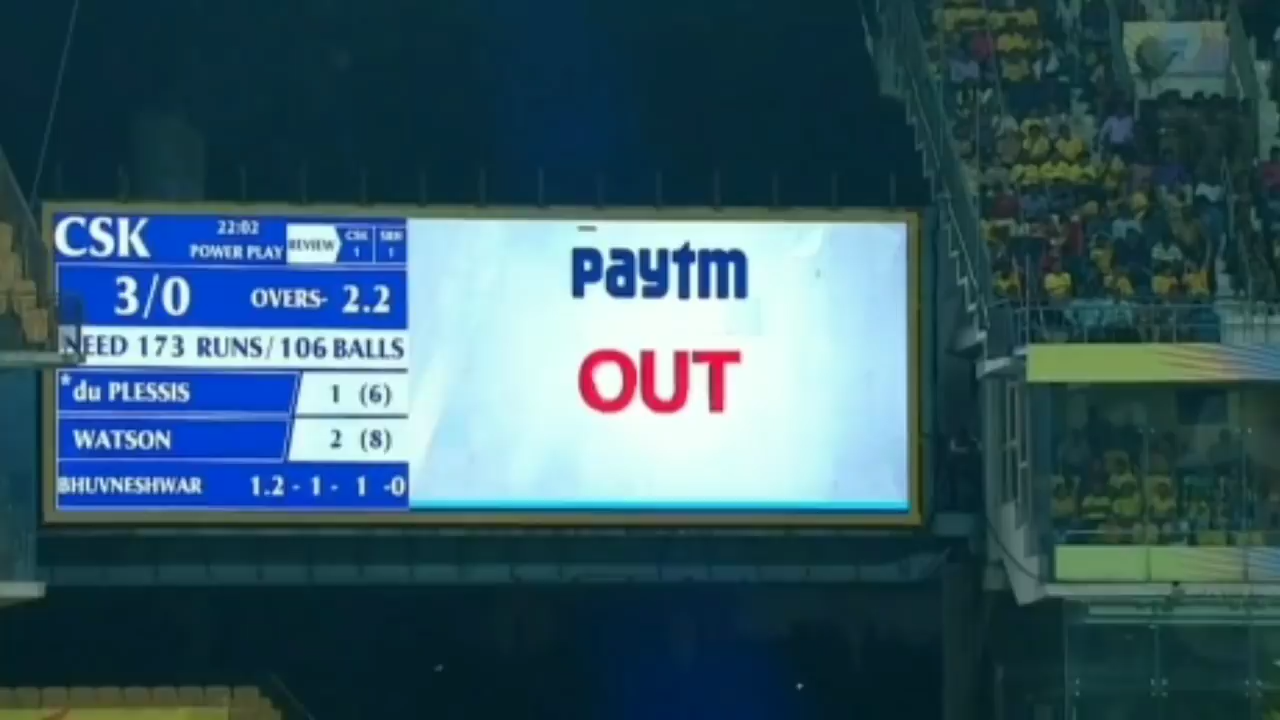 CSK 22:02 POWER PLAY REVIEW CSK 1 SRH 1
3/0 OVERS- 2.2
NEED 173 RUNS/106 BALLS
*du PLESSIS 1 (6)
WATSON 2 (8)
BHUVNESHWAR 1.2 - 1 - 1 -0
Paytm
OUT